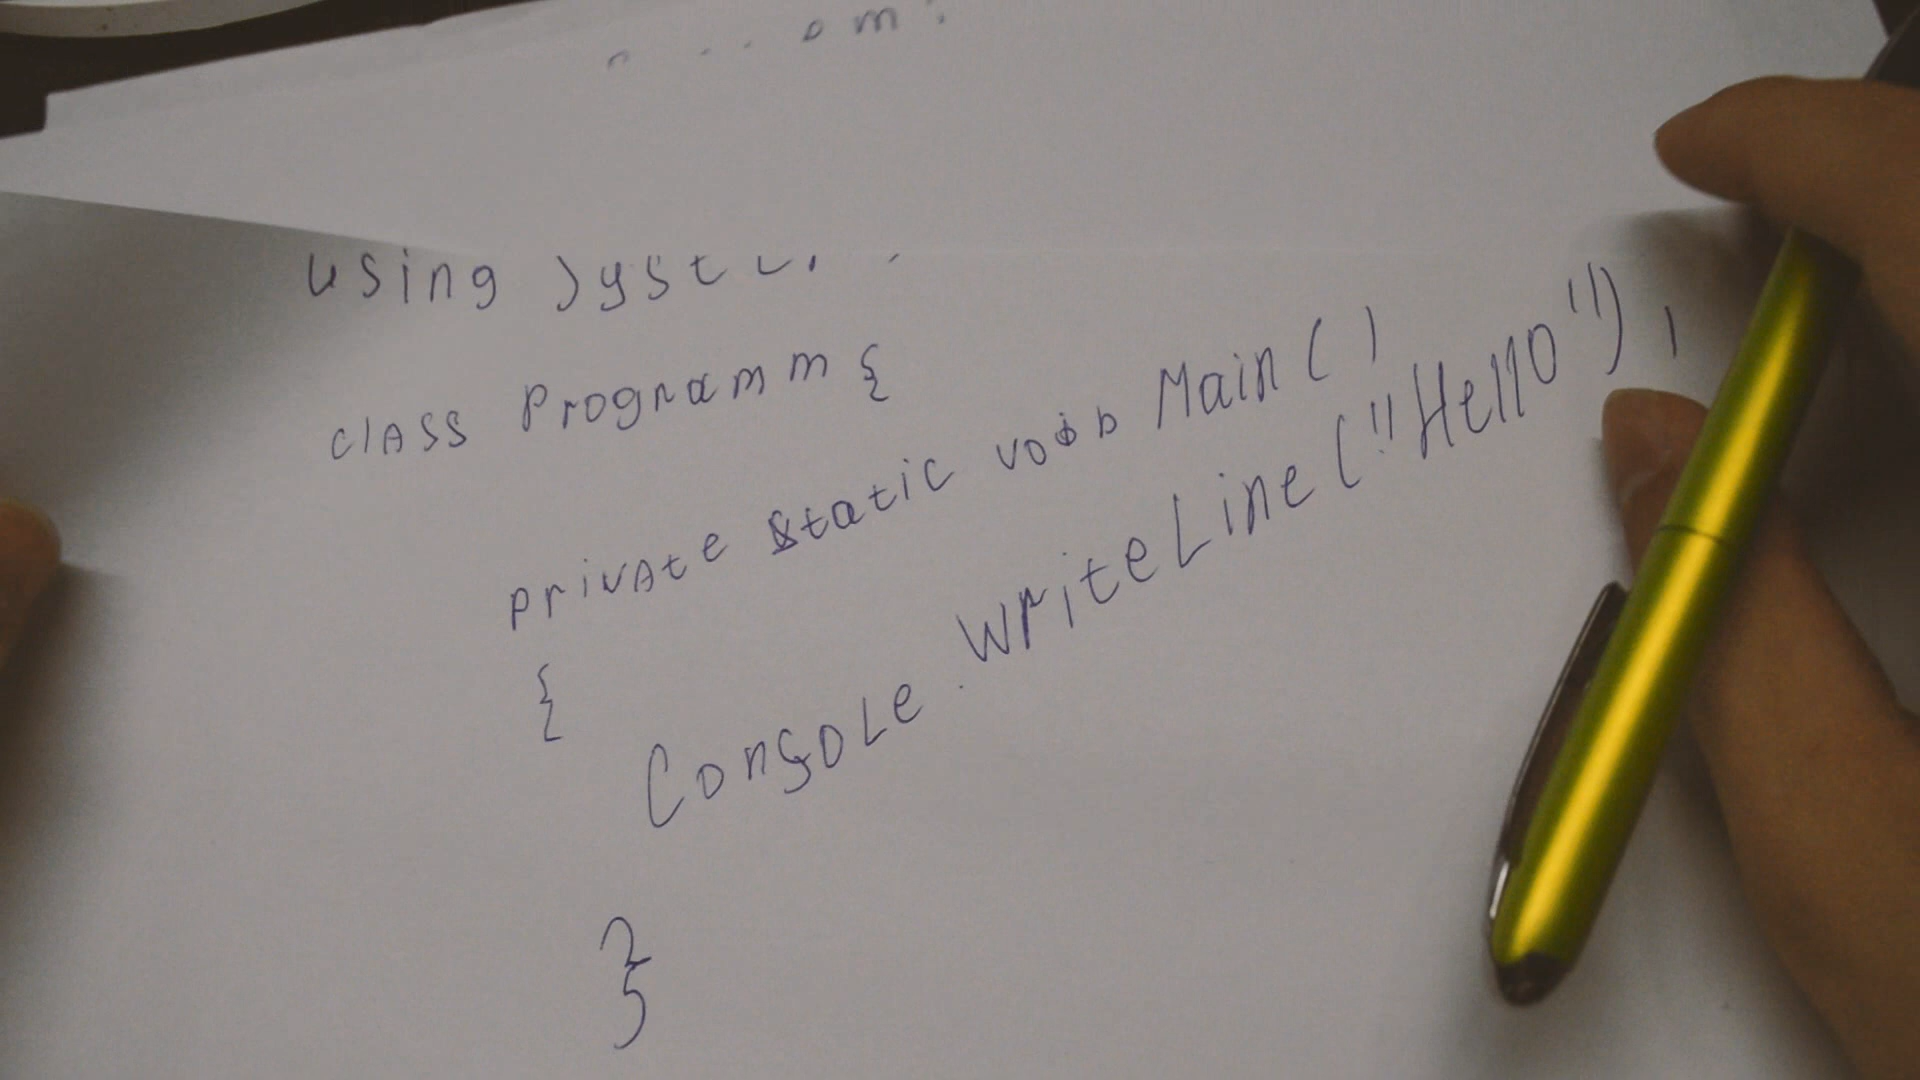 using
class Programm {
private static void Main()
{
Console.WriteLine("Hello");
}